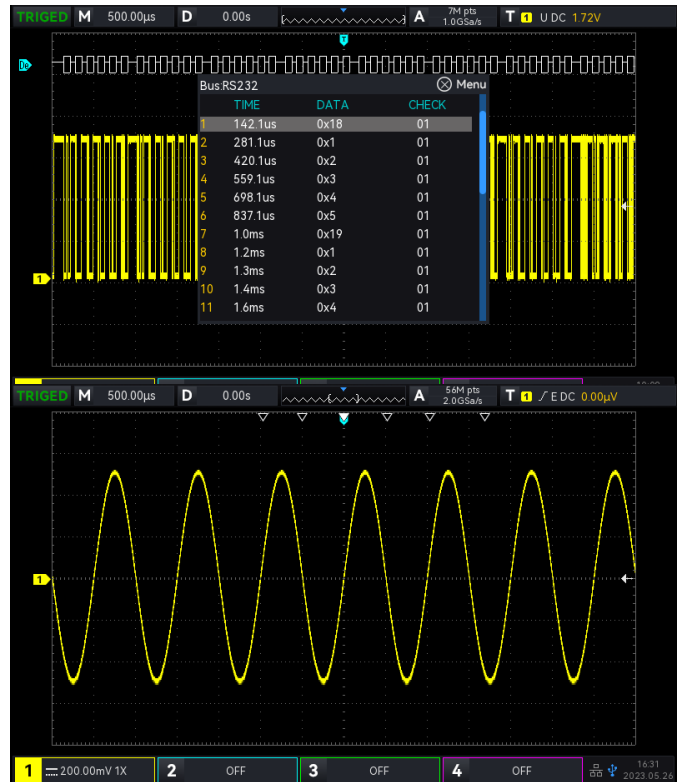 TRIGED M 500.00μs D 0.00s A 7M pts 1.0GSa/s T 1 U DC 1.72V
T
De
Bus:RS232 Menu
TIME DATA CHECK
1 142.1us 0x18 01
2 281.1us 0x1 01
3 420.1us 0x2 01
4 559.1us 0x3 01
5 698.1us 0x4 01
6 837.1us 0x5 01
7 1.0ms 0x19 01
8 1.2ms 0x1 01
9 1.3ms 0x2 01
10 1.4ms 0x3 01
11 1.6ms 0x4 01
1
TRIGED M 500.00μs D 0.00s A 56M pts 2.0GSa/s T 1 E DC 0.00μV
1
1 200.00mV 1X 2 OFF 3 OFF 4 OFF 16:31
2023.05.26